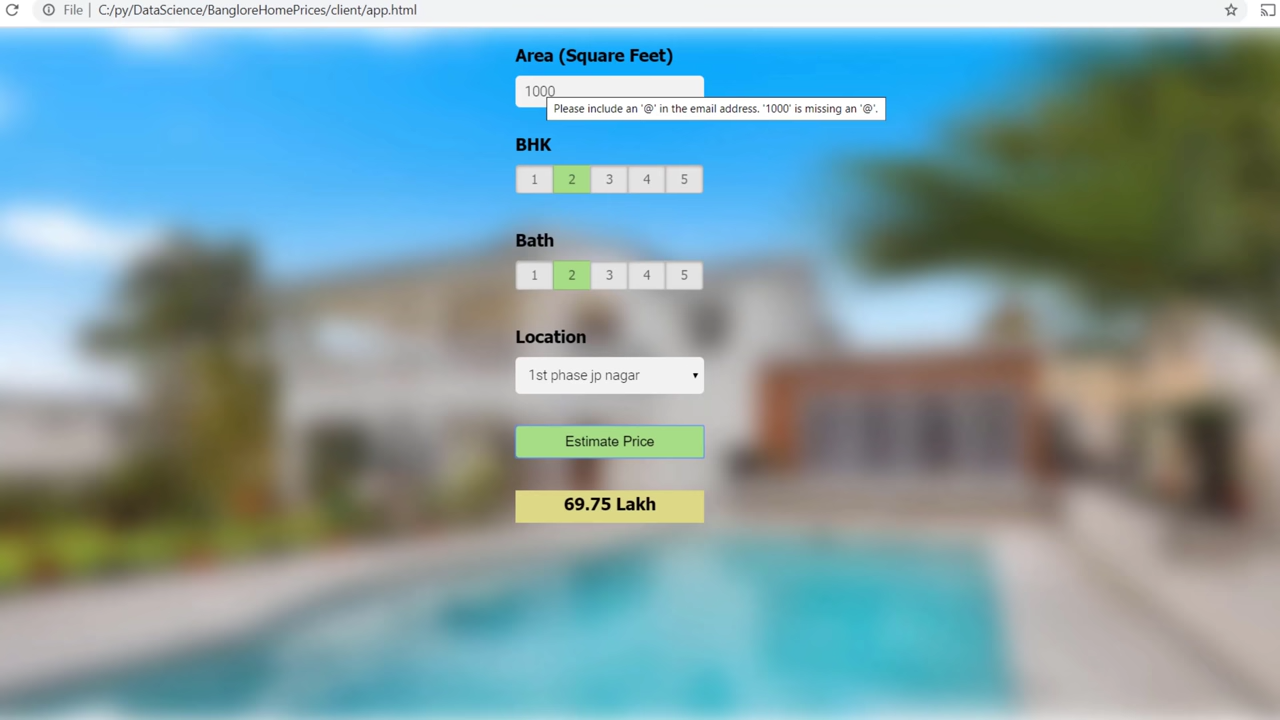 File | C:/py/DataScience/BangloreHomePrices/client/app.html
Area (Square Feet)
1000
Please include an '@' in the email address. '1000' is missing an '@'.
BHK
1 2 3 4 5
Bath
1 2 3 4 5
Location
1st phase jp nagar
Estimate Price
69.75 Lakh